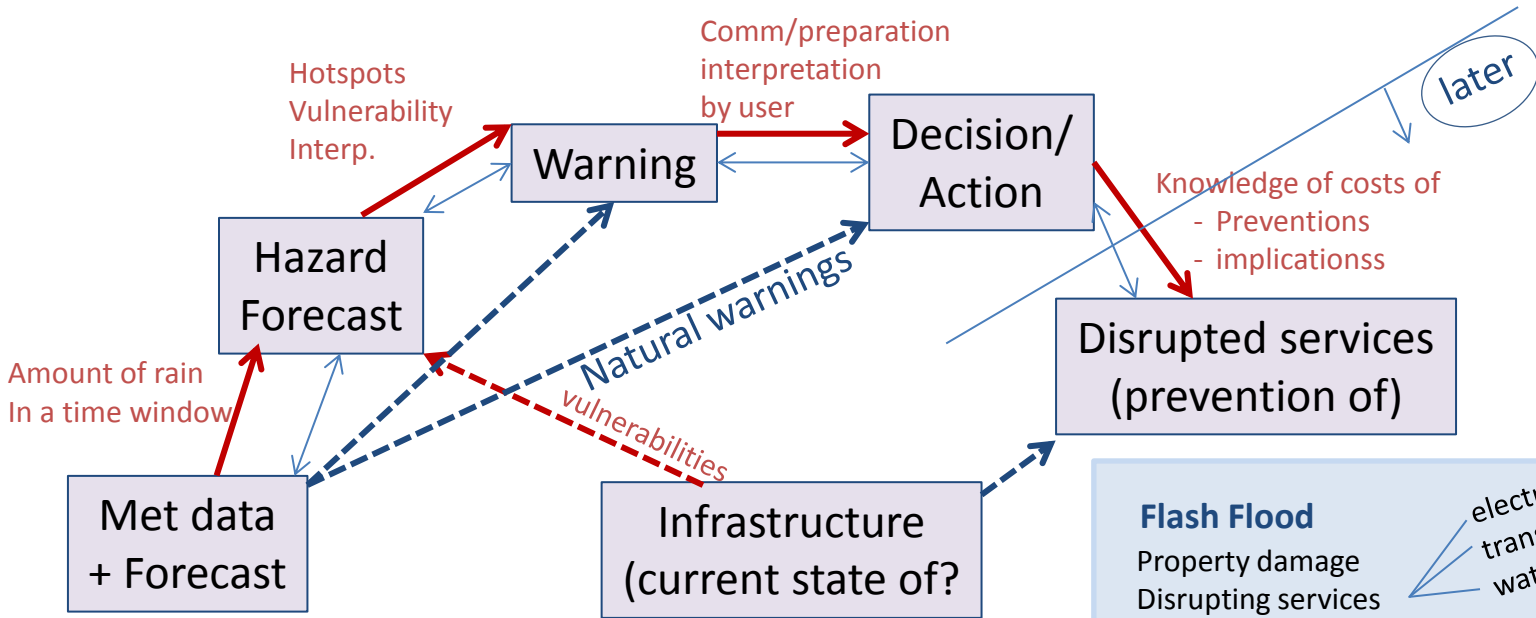 Comm/preparation
interpretation
by user
later
Hotspots
Vulnerability
Interp.
Warning
Decision/
Action
Knowledge of costs of
- Preventions
- implicationss
Hazard
Forecast
Natural warnings
Disrupted services
(prevention of)
Amount of rain
In a time window
vulnerabilities
Met data
+ Forecast
Infrastructure
(current state of?
Flash Flood
Property damage
Disrupting services